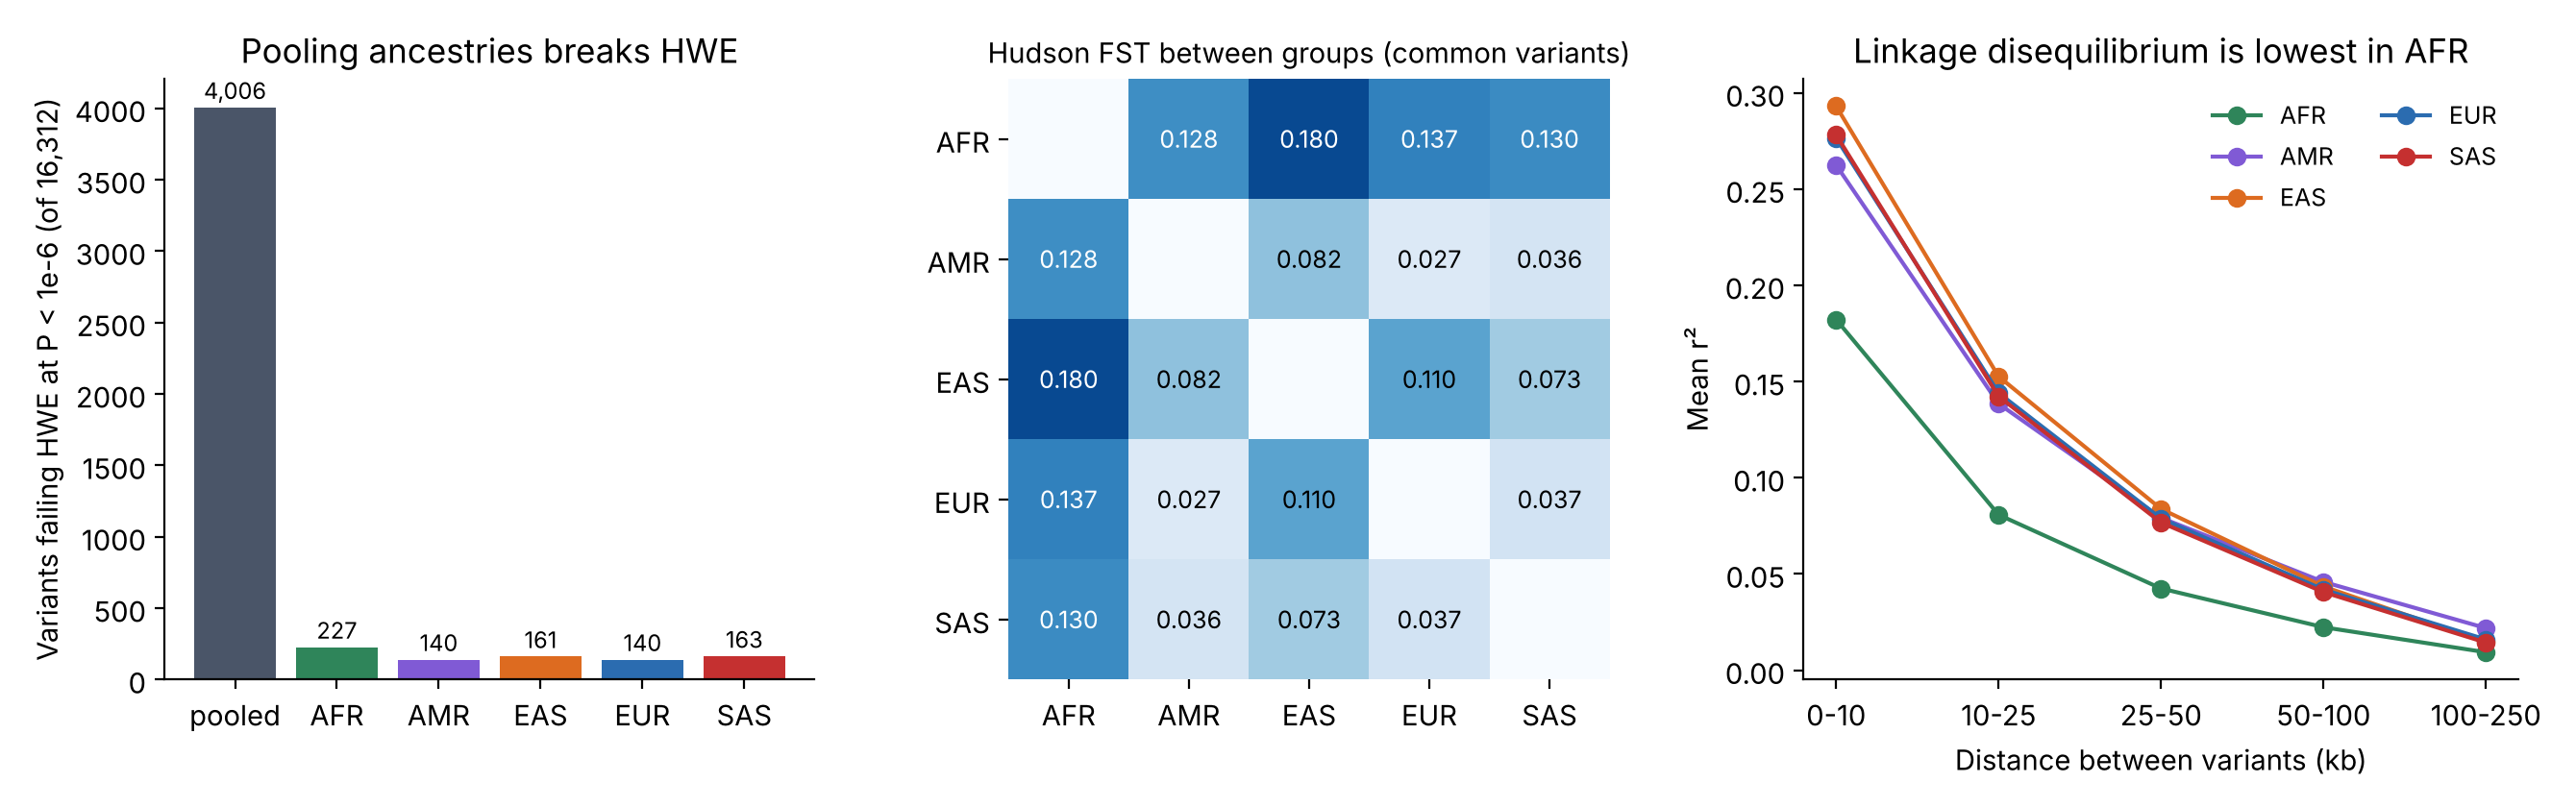 Pooling ancestries breaks HWE
Variants failing HWE at P < 1e-6 (of 16,312)
4000
3500
3000
2500
2000
1500
1000
500
0
4,006
227
140
161
140
163
pooled AFR AMR EAS EUR SAS
Hudson FST between groups (common variants)
AFR 0.128 0.180 0.137 0.130
AMR 0.128 0.082 0.027 0.036
EAS 0.180 0.082 0.110 0.073
EUR 0.137 0.027 0.110 0.037
SAS 0.130 0.036 0.073 0.037
AFR AMR EAS EUR SAS
Linkage disequilibrium is lowest in AFR
Mean r²
0.30
0.25
0.20
0.15
0.10
0.05
0.00
AFR
AMR
EAS
EUR
SAS
0-10 10-25 25-50 50-100 100-250
Distance between variants (kb)